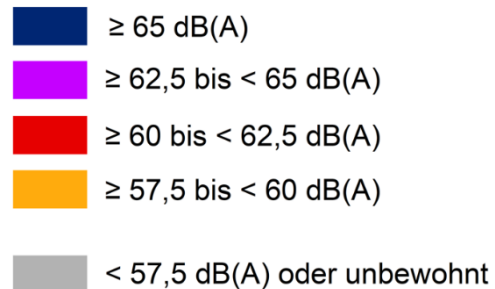 ≥ 65 dB(A)
≥ 62,5 bis < 65 dB(A)
≥ 60 bis < 62,5 dB(A)
≥ 57,5 bis < 60 dB(A)
< 57,5 dB(A) oder unbewohnt